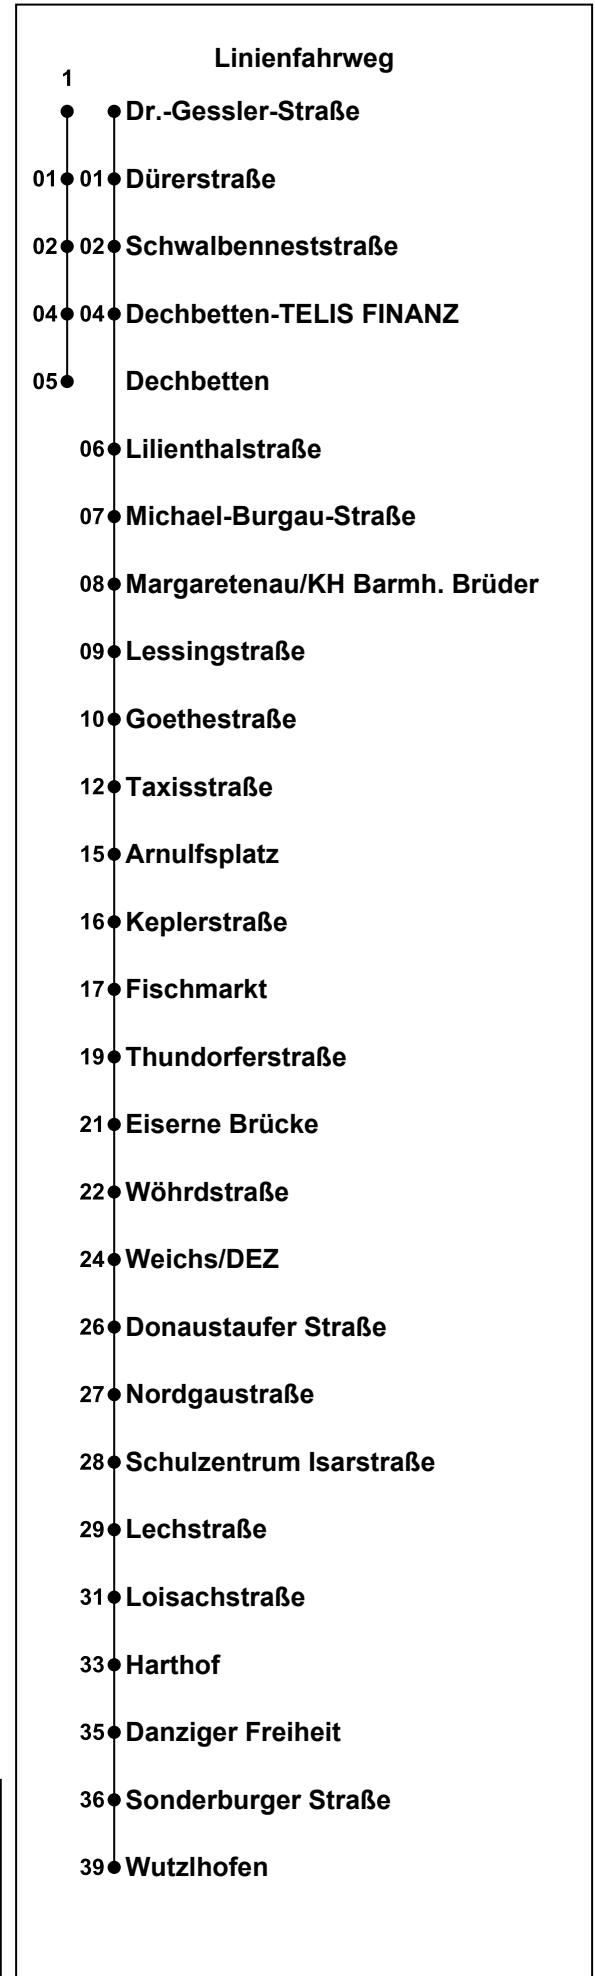 Linienfahrweg
1
Dr.-Gessler-Straße
01 01 Dürerstraße
02 02 Schwalbenneststraße
04 04 Dechbetten-TELIS FINANZ
05 Dechbetten
06 Lilienthalstraße
07 Michael-Burgau-Straße
08 Margaretenau/KH Barmh. Brüder
09 Lessingstraße
10 Goethestraße
12 Taxisstraße
15 Arnulfsplatz
16 Keplerstraße
17 Fischmarkt
19 Thundorferstraße
21 Eiserne Brücke
22 Wöhrdstraße
24 Weichs/DEZ
26 Donaustaufer Straße
27 Nordgaustraße
28 Schulzentrum Isarstraße
29 Lechstraße
31 Loisachstraße
33 Harthof
35 Danziger Freiheit
36 Sonderburger Straße
39 Wutzlhofen